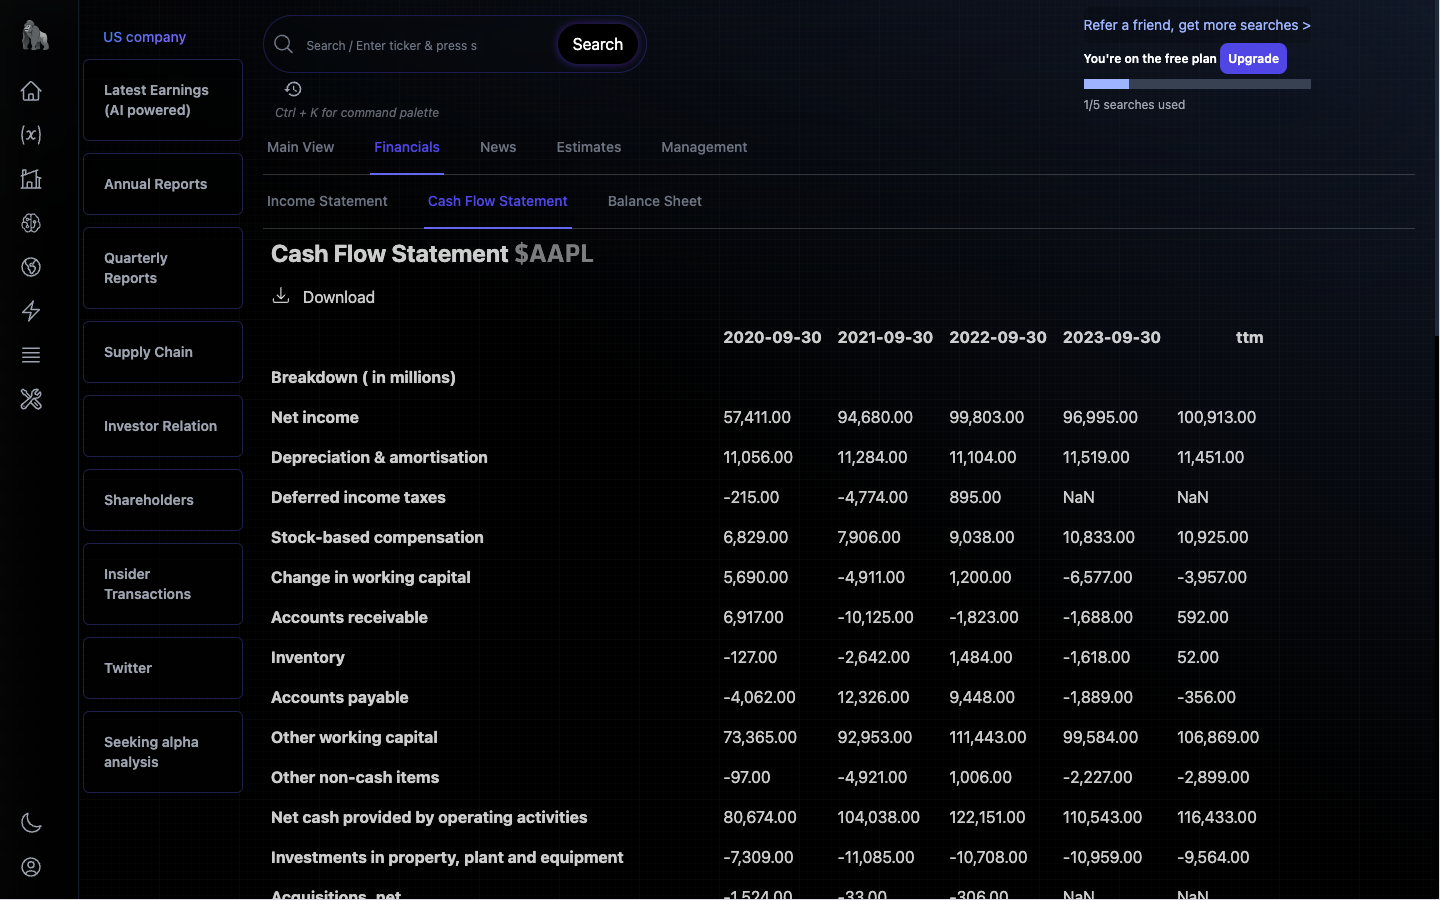 US company
Latest Earnings
(AI powered)
Annual Reports
Quarterly
Reports
Supply Chain
Investor Relation
Shareholders
Insider
Transactions
Twitter
Seeking alpha
analysis
Search / Enter ticker & press s
Search
Ctrl + K for command palette
Refer a friend, get more searches >
You're on the free plan Upgrade
1/5 searches used
Main View Financials News Estimates Management
Income Statement Cash Flow Statement Balance Sheet
Cash Flow Statement $AAPL
Download
2020-09-30 2021-09-30 2022-09-30 2023-09-30 ttm
Breakdown ( in millions)
Net income 57,411.00 94,680.00 99,803.00 96,995.00 100,913.00
Depreciation & amortisation 11,056.00 11,284.00 11,104.00 11,519.00 11,451.00
Deferred income taxes -215.00 -4,774.00 895.00 NaN NaN
Stock-based compensation 6,829.00 7,906.00 9,038.00 10,833.00 10,925.00
Change in working capital 5,690.00 -4,911.00 1,200.00 -6,577.00 -3,957.00
Accounts receivable 6,917.00 -10,125.00 -1,823.00 -1,688.00 592.00
Inventory -127.00 -2,642.00 1,484.00 -1,618.00 52.00
Accounts payable -4,062.00 12,326.00 9,448.00 -1,889.00 -356.00
Other working capital 73,365.00 92,953.00 111,443.00 99,584.00 106,869.00
Other non-cash items -97.00 -4,921.00 1,006.00 -2,227.00 -2,899.00
Net cash provided by operating activities 80,674.00 104,038.00 122,151.00 110,543.00 116,433.00
Investments in property, plant and equipment -7,309.00 -11,085.00 -10,708.00 -10,959.00 -9,564.00
Acquisitions, net -1,524.00 -33.00 -306.00 NaN NaN